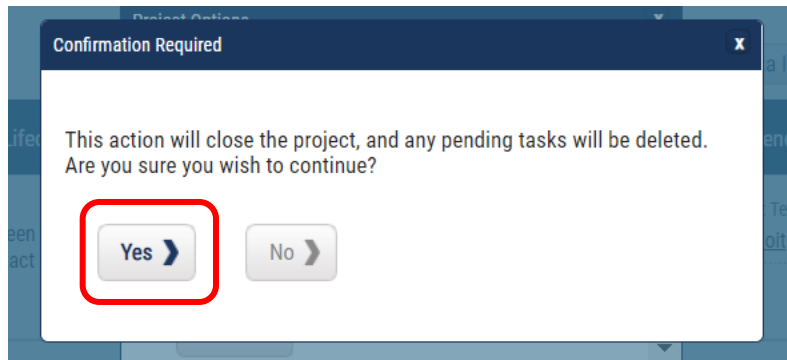 Project Options x
Confirmation Required x
This action will close the project, and any pending tasks will be deleted.
Are you sure you wish to continue?
Yes ❯ No ❯